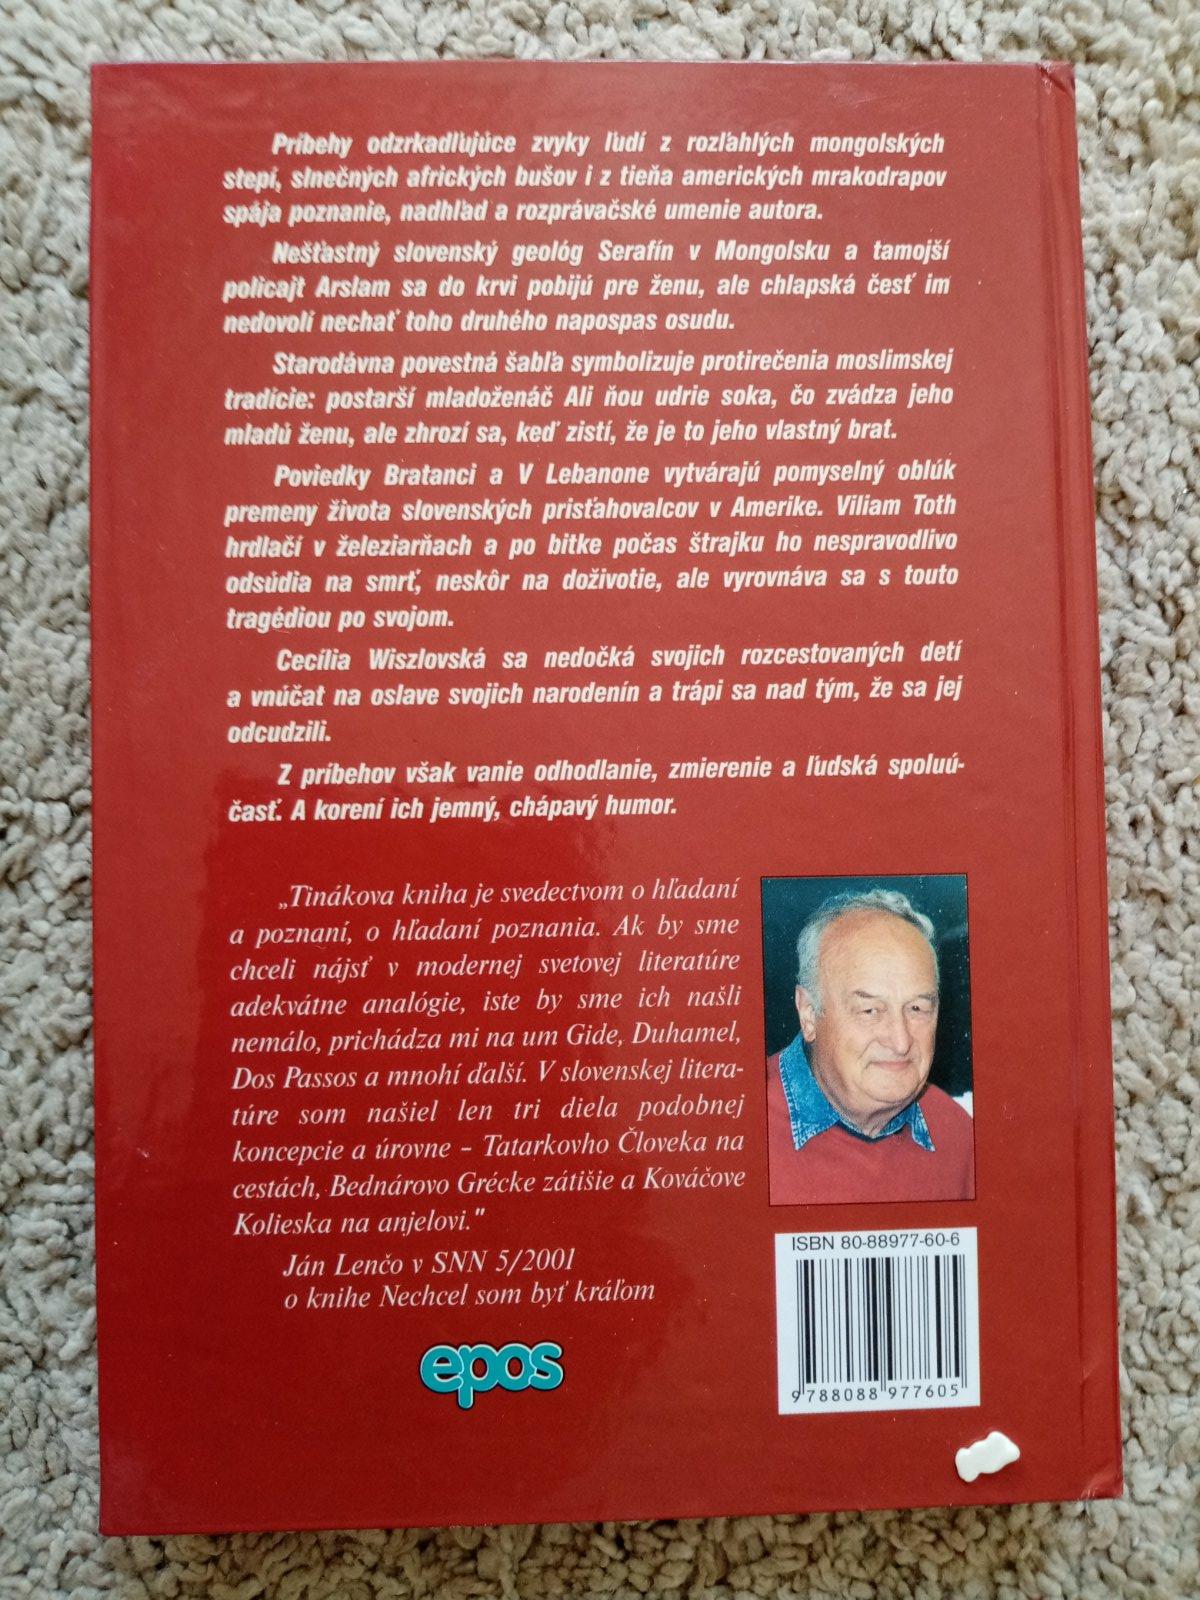 Príbehy odzrkadľujúce zvyky ľudí z rozľahlých mongolských
stepí, slnečných afrických bušov i z tieňa amerických mrakodrapov
spája poznanie, nadhľad a rozprávačské umenie autora.
Nešťastný slovenský geológ Serafín v Mongolsku a tamojší
policajt Arslam sa do krvi pobijú pre ženu, ale chlapská česť im
nedovolí nechať toho druhého napospas osudu.
Starodávna povestná šabľa symbolizuje protirečenia moslimskej
tradície: postarší mladoženáč Ali ňou udrie soka, čo zvádza jeho
mladú ženu, ale zhrozí sa, keď zistí, že je to jeho vlastný brat.
Poviedky Bratanci a V Lebanone vytvárajú pomyselný oblúk
premeny života slovenských prisťahovalcov v Amerike. Viliam Toth
hrdlačí v železiarňach a po bitke počas štrajku ho nespravodlivo
odsúdia na smrť, neskôr na doživotie, ale vyrovnáva sa s touto
tragédiou po svojom.
Cecília Wiszlovská sa nedočká svojich rozcestovaných detí
a vnúčat na oslave svojich narodenín a trápi sa nad tým, že sa jej
odcudzili.
Z príbehov však vanie odhodlanie, zmierenie a ľudská spoluú-
časť. A korení ich jemný, chápavý humor.
„Tinákova kniha je svedectvom o hľadaní
a poznaní, o hľadaní poznania. Ak by sme
chceli nájsť v modernej svetovej literatúre
adekvátne analógie, iste by sme ich našli
nemálo, prichádza mi na um Gide, Duhamel,
Dos Passos a mnohí ďalší. V slovenskej litera-
túre som našiel len tri diela podobnej
koncepcie a úrovne – Tatarkovho Človeka na
cestách, Bednárovo Grécke zátišie a Kováčove
Kolieska na anjelovi."
Ján Lenčo v SNN 5/2001
o knihe Nechcel som byť kráľom
epos
ISBN 80-88977-60-6
9788088977605